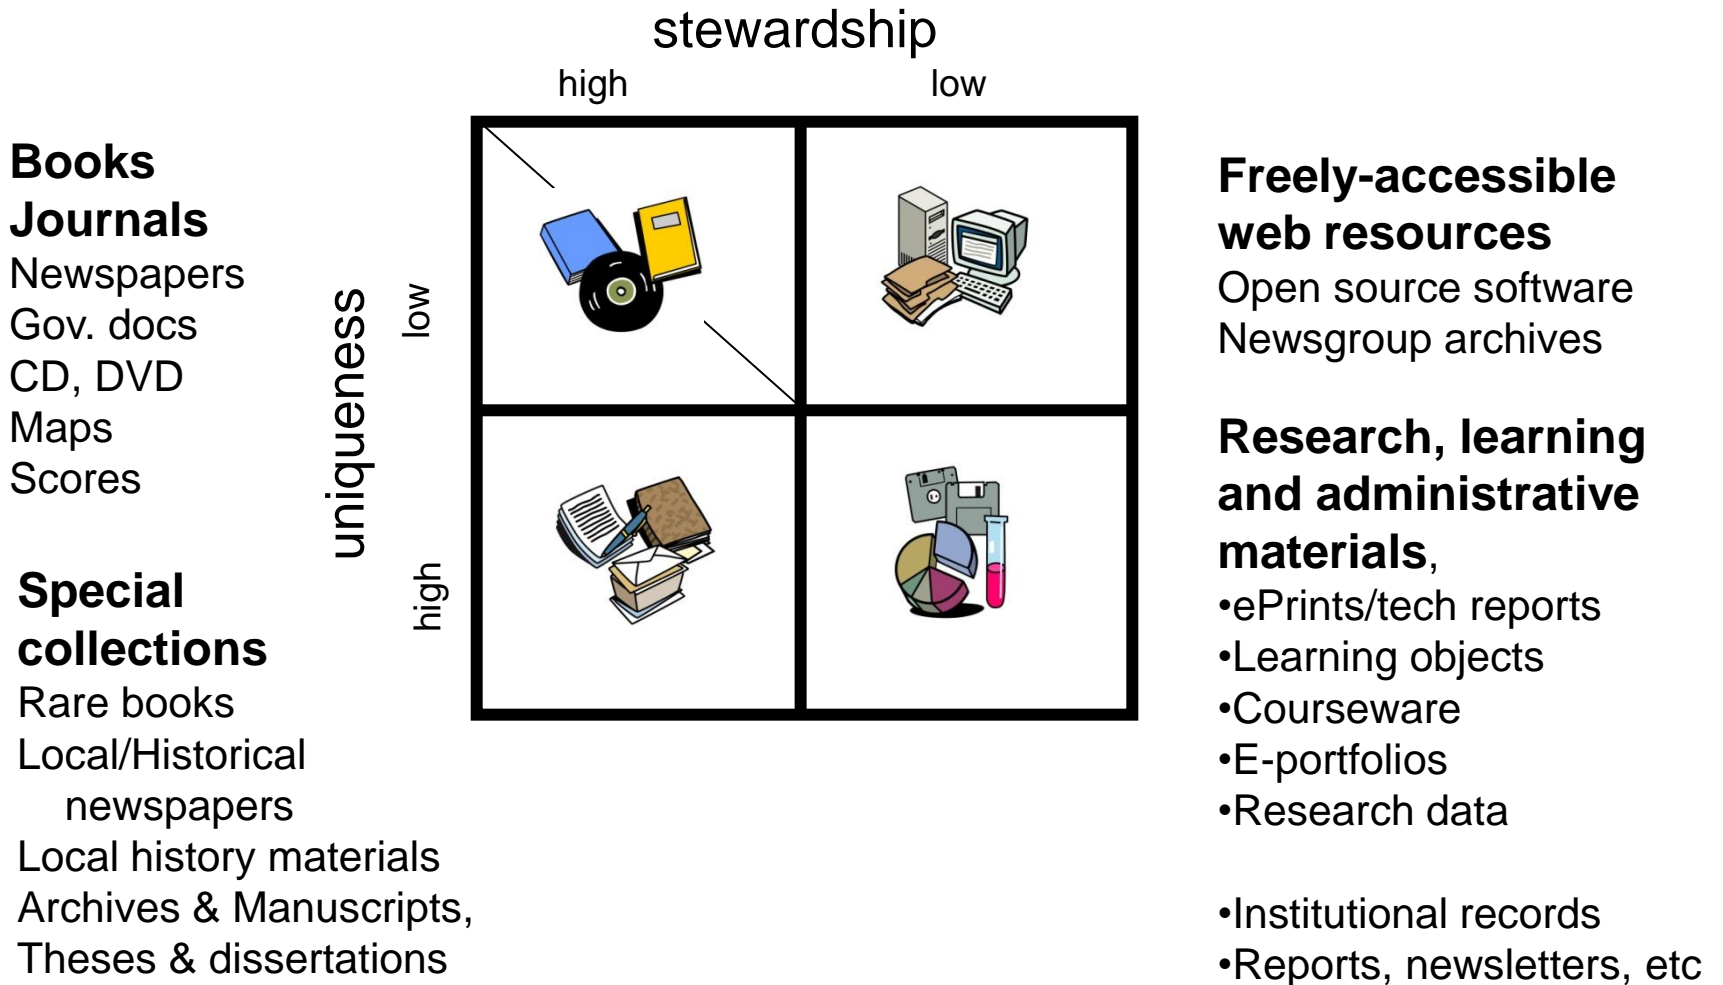 stewardship
high
low
Books
Journals
Newspapers
Gov. docs
CD, DVD
Maps
Scores
uniqueness
low
high
Special
collections
Rare books
Local/Historical
newspapers
Local history materials
Archives & Manuscripts,
Theses & dissertations
Freely-accessible
web resources
Open source software
Newsgroup archives
Research, learning
and administrative
materials,
•ePrints/tech reports
•Learning objects
•Courseware
•E-portfolios
•Research data
•Institutional records
•Reports, newsletters, etc